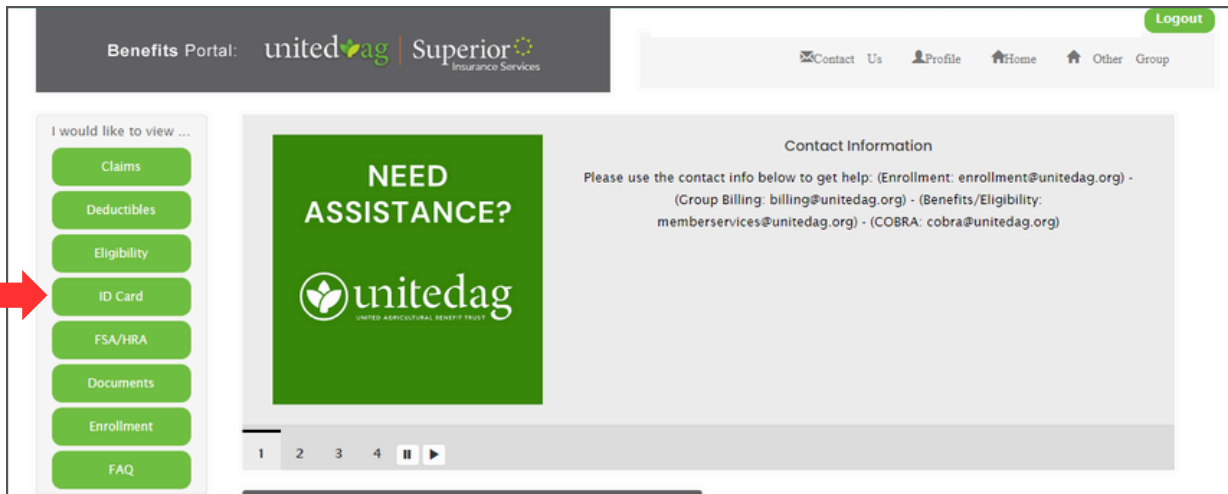 Logout
Benefits Portal: unitedag | Superior
Insurance Services
Contact Us Profile Home Other Group
I would like to view ...
Claims
Deductibles
Eligibility
ID Card
FSA/HRA
Documents
Enrollment
FAQ
NEED
ASSISTANCE?
unitedag
UNITED AGRICULTURAL BENEFIT TRUST
Contact Information
Please use the contact info below to get help: (Enrollment: enrollment@unitedag.org) -
(Group Billing: billing@unitedag.org) - (Benefits/Eligibility:
memberservices@unitedag.org) - (COBRA: cobra@unitedag.org)
1 2 3 4